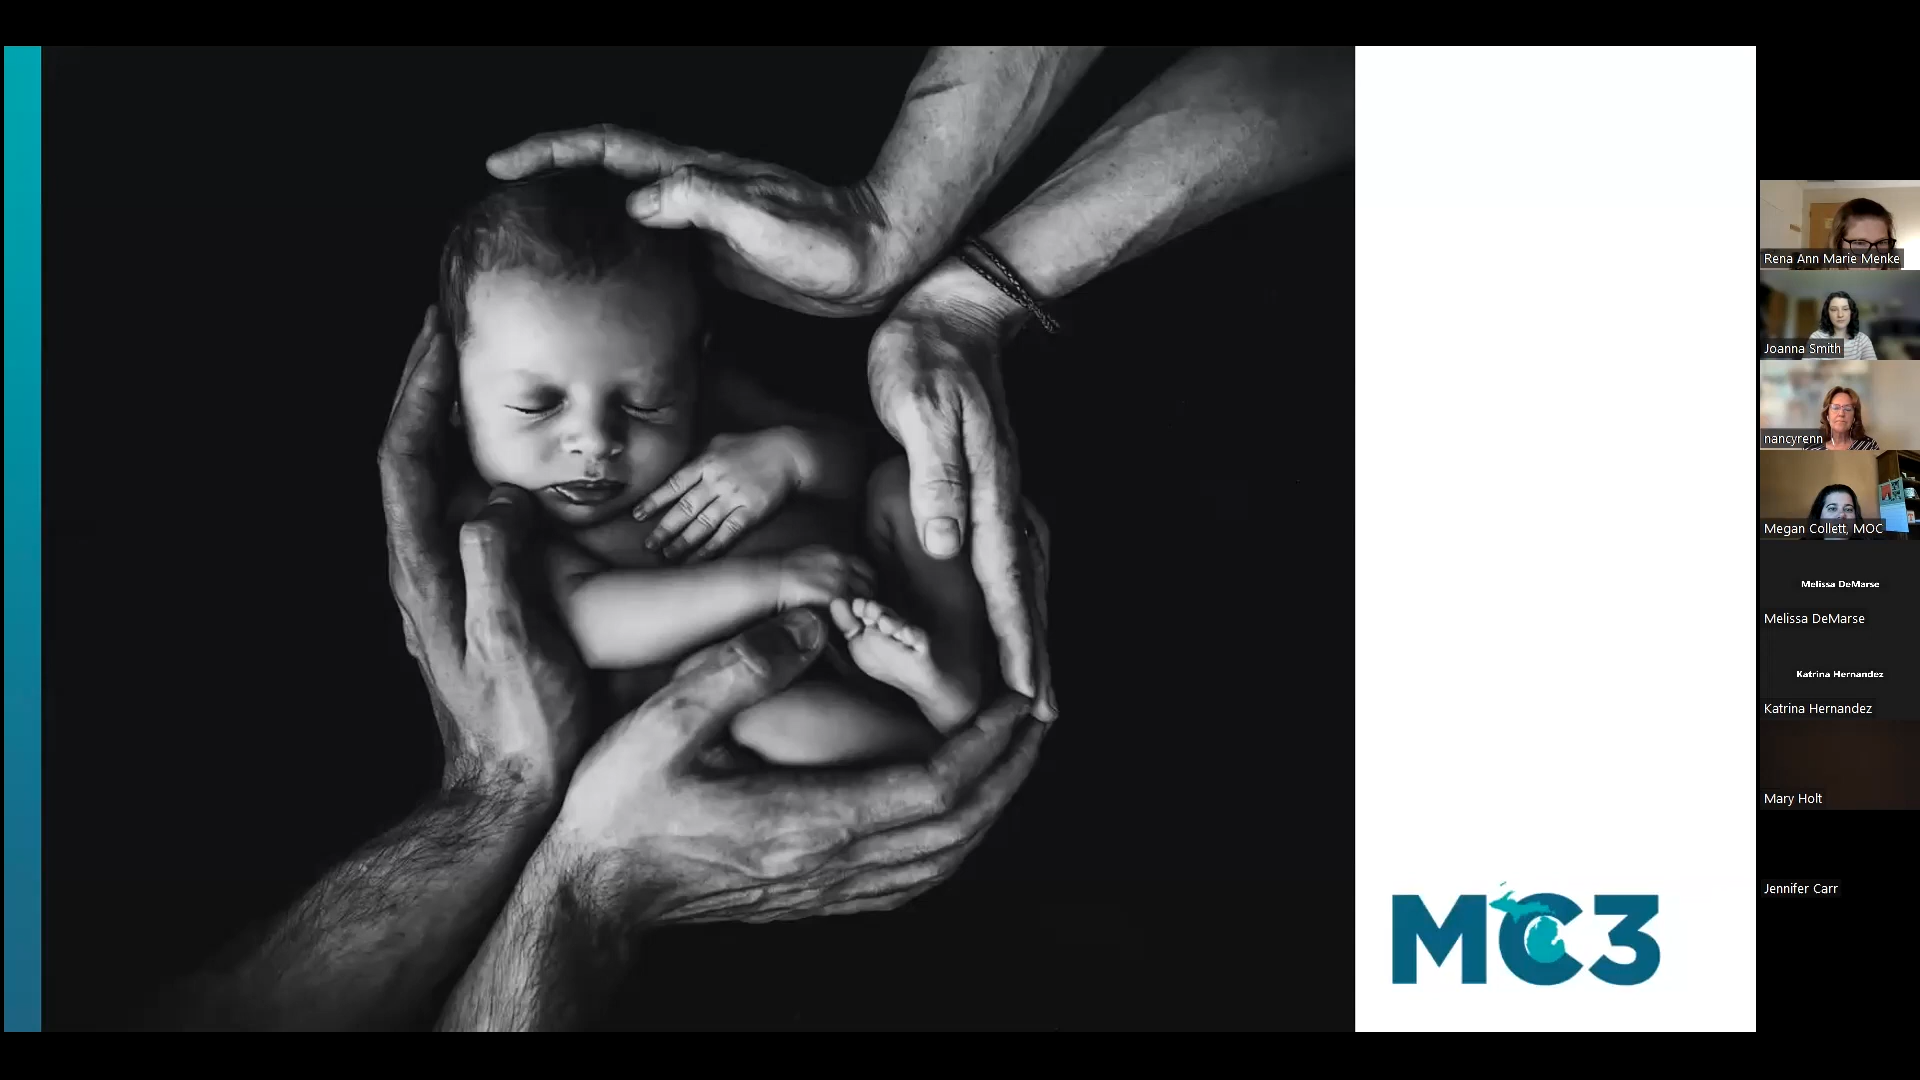 MC3
Rena Ann Marie Menke
Joanna Smith
nancyrenn
Megan Collett, MOC
Melissa DeMarse
Melissa DeMarse
Katrina Hernandez
Katrina Hernandez
Mary Holt
Jennifer Carr